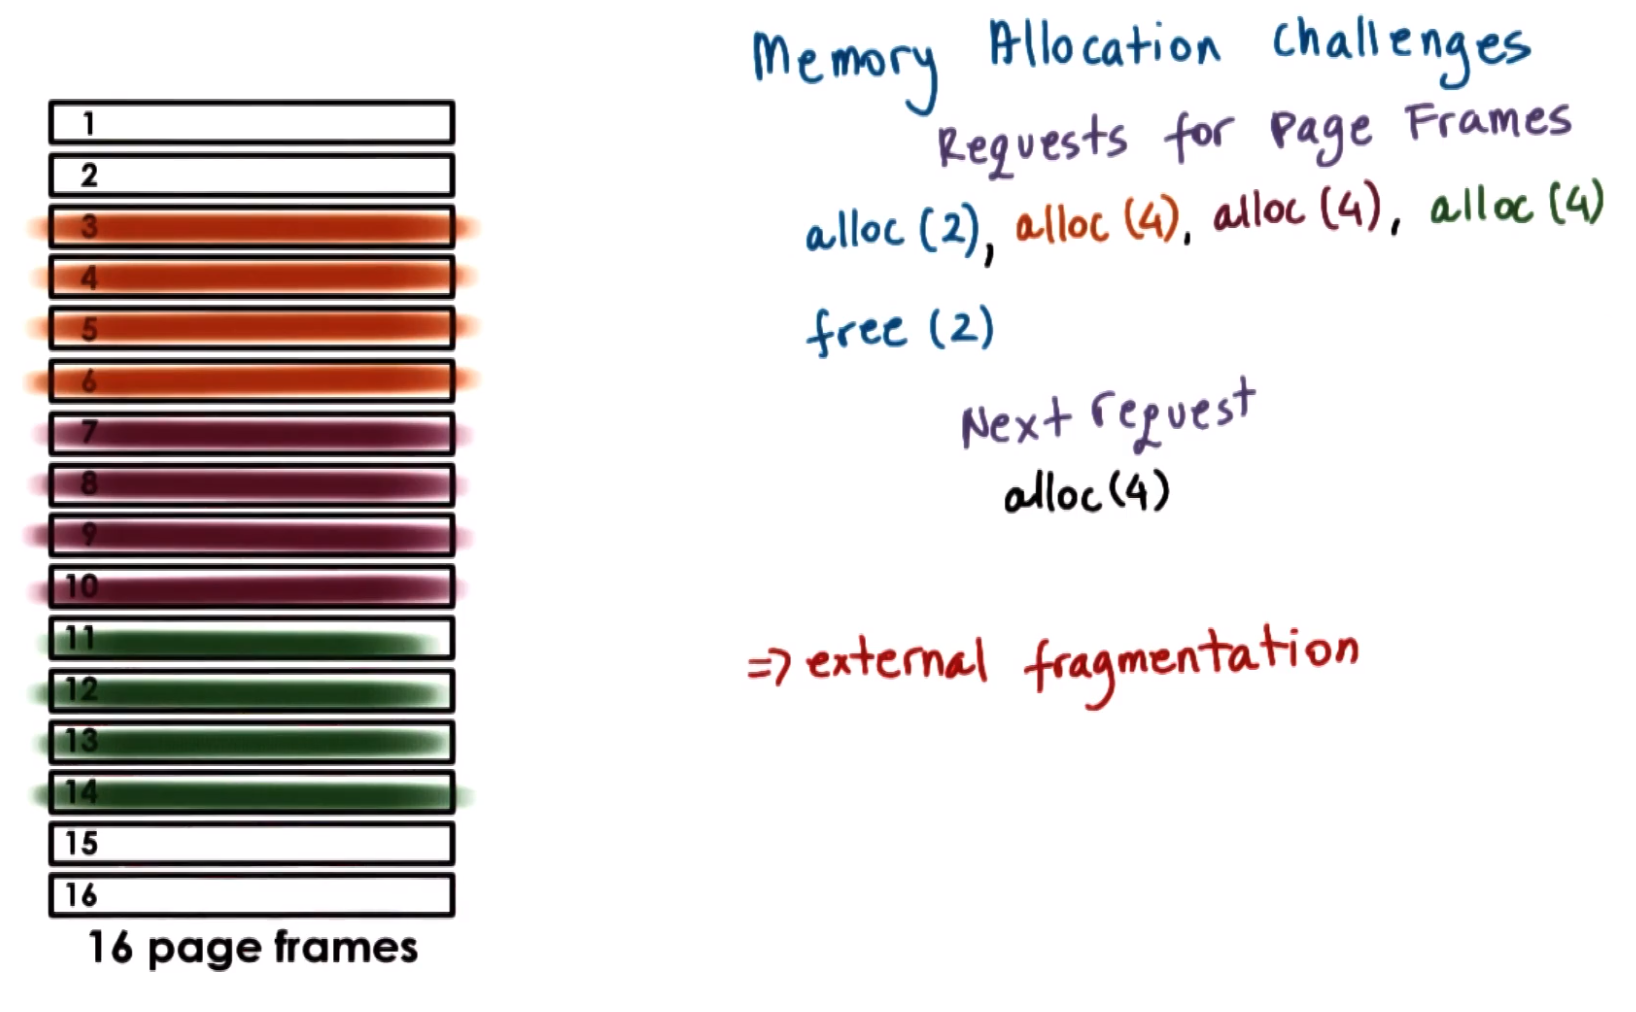 Memory Allocation Challenges
Requests for Page Frames
alloc (2), alloc (4), alloc (4), alloc (4)
free (2)
Next request
alloc (4)
=> external fragmentation
1
2
3
4
5
6
7
8
9
10
11
12
13
14
15
16
16 page frames